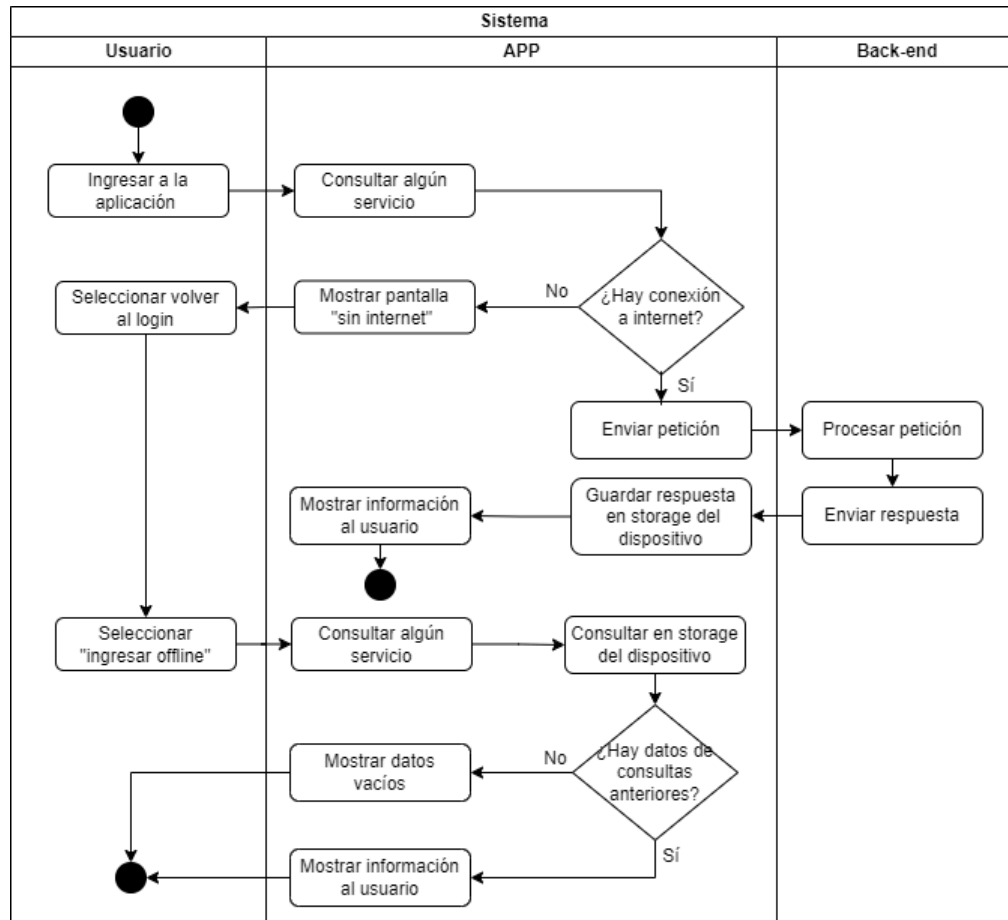 Sistema
Usuario
APP
Back-end
Ingresar a la
aplicación
Consultar algún
servicio
¿Hay conexión
a internet?
No
Mostrar pantalla
"sin internet"
Seleccionar volver
al login
Sí
Enviar petición
Procesar petición
Enviar respuesta
Guardar respuesta
en storage del
dispositivo
Mostrar información
al usuario
Seleccionar
"ingresar offline"
Consultar algún
servicio
Consultar en storage
del dispositivo
¿Hay datos de
consultas
anteriores?
No
Mostrar datos
vacíos
Sí
Mostrar información
al usuario